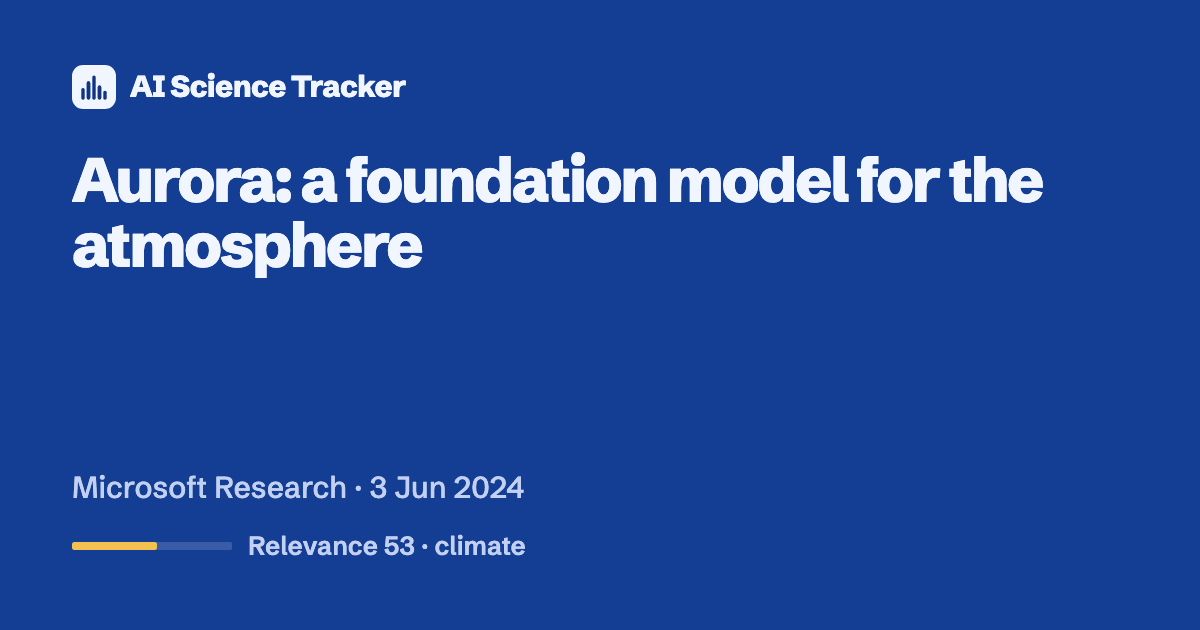 AI Science Tracker
Aurora: a foundation model for the
atmosphere
Microsoft Research · 3 Jun 2024
Relevance 53 · climate